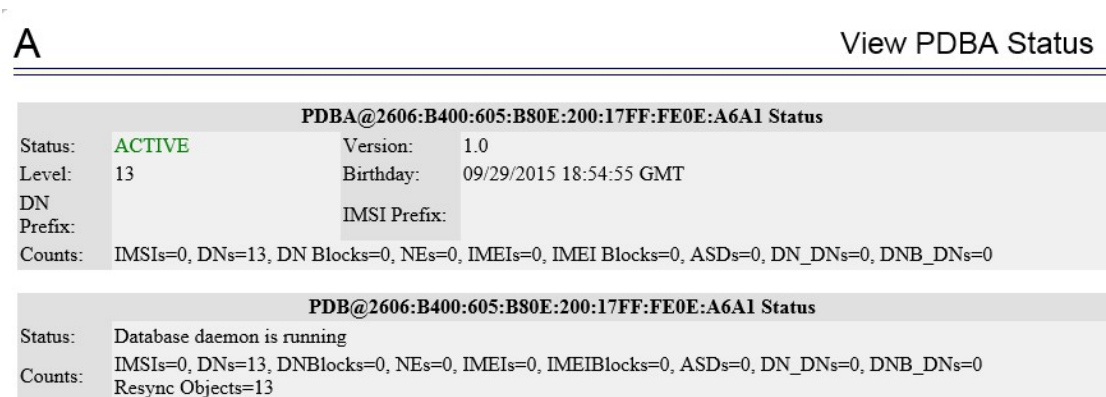 A
View PDBA Status
PDBA@2606:B400:605:B80E:200:17FF:FE0E:A6A1 Status
Status: ACTIVE Version: 1.0
Level: 13 Birthday: 09/29/2015 18:54:55 GMT
DN
Prefix: IMSI Prefix:
Counts: IMSIs=0, DNs=13, DN Blocks=0, NEs=0, IMEIs=0, IMEI Blocks=0, ASDs=0, DN_DNs=0, DNB_DNs=0
PDB@2606:B400:605:B80E:200:17FF:FE0E:A6A1 Status
Status: Database daemon is running
Counts: IMSIs=0, DNs=13, DNBlocks=0, NEs=0, IMEIs=0, IMEIBlocks=0, ASDs=0, DN_DNs=0, DNB_DNs=0
Resync Objects=13